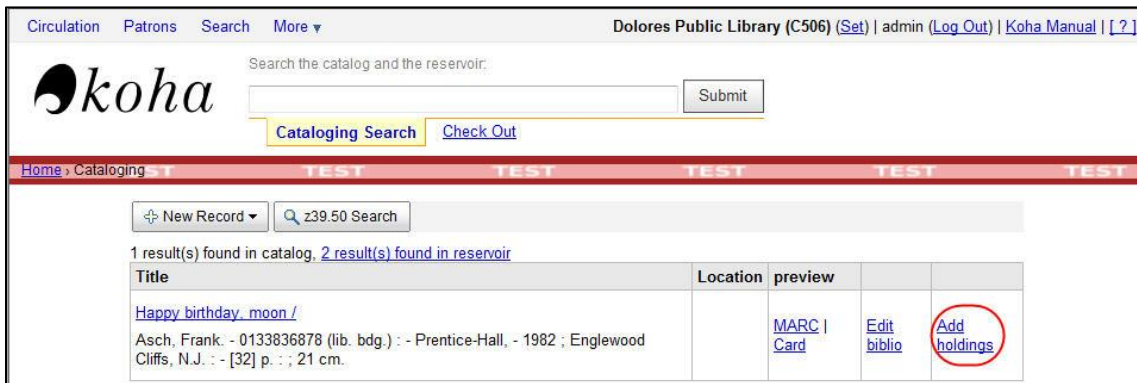 Circulation Patrons Search More ▾ Dolores Public Library (C506) (Set) | admin (Log Out) | Koha Manual | [ ? ]
koha
Search the catalog and the reservoir:
Submit
Cataloging Search Check Out
Home › Cataloging TEST TEST TEST TEST TEST
New Record ▾ z39.50 Search
1 result(s) found in catalog, 2 result(s) found in reservoir
Title Location preview
Happy birthday, moon /
Asch, Frank. - 0133836878 (lib. bdg.) : - Prentice-Hall, - 1982 ; Englewood
Cliffs, N.J. : - [32] p. : ; 21 cm.
MARC |
Card
Edit
biblio
Add
holdings